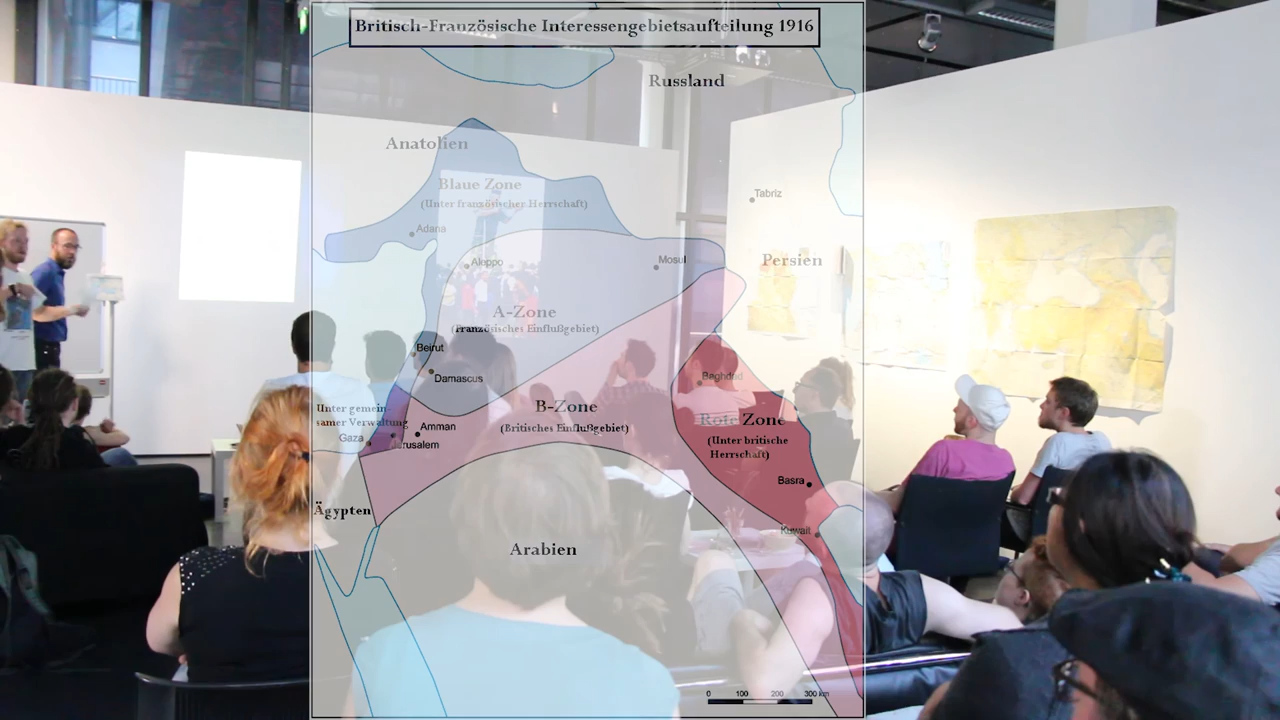 Britisch-Französische Interessengebietsaufteilung 1916
Russland
Anatolien
Blaue Zone
(Unter französischer Herrschaft)
Tabriz
Adana
Aleppo
Mosul
Persien
A-Zone
(Französisches Einflußgebiet)
Beirut
Damascus
Baghdad
Unter gemein-
samer Verwaltung
B-Zone
(Britisches Einflußgebiet)
Rote Zone
(Unter britische
Herrschaft)
Amman
Gaza
Jerusalem
Basra
Ägypten
Kuwait
Arabien
0 100 200 300 km